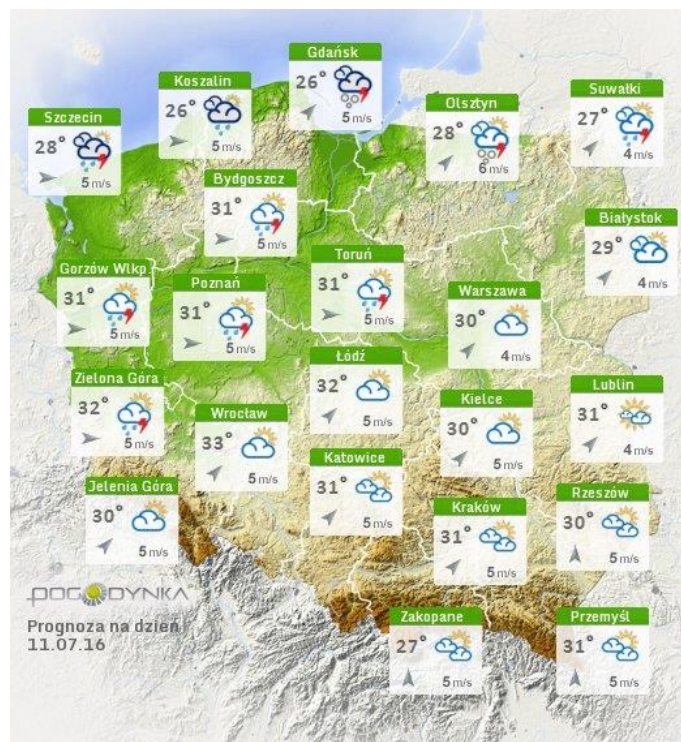 Gdańsk
26°
5 m/s
Koszalin
26°
5 m/s
Suwałki
27°
4 m/s
Olsztyn
28°
6 m/s
Szczecin
28°
5 m/s
Bydgoszcz
31°
5 m/s
Białystok
29°
4 m/s
Toruń
31°
5 m/s
Gorzów Wlkp.
31°
5 m/s
Poznań
31°
5 m/s
Warszawa
30°
4 m/s
Łódź
32°
5 m/s
Zielona Góra
32°
5 m/s
Lublin
31°
4 m/s
Kielce
30°
5 m/s
Wrocław
33°
5 m/s
Katowice
31°
5 m/s
Jelenia Góra
30°
5 m/s
Rzeszów
30°
5 m/s
Kraków
31°
5 m/s
POGODYNKA
Prognoza na dzień
11.07.16
Zakopane
27°
5 m/s
Przemyśl
31°
5 m/s